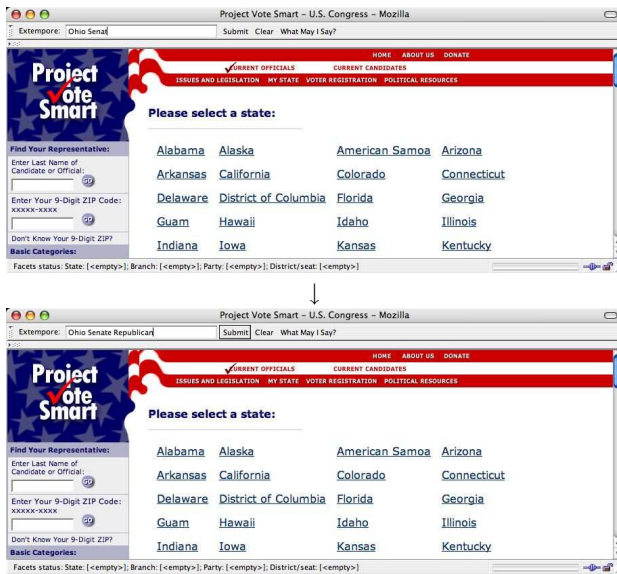 Project Vote Smart – U.S. Congress – Mozilla
Extempore: Ohio Senat Submit Clear What May I Say?
HOME ABOUT US DONATE
CURRENT OFFICIALS CURRENT CANDIDATES
ISSUES AND LEGISLATION MY STATE VOTER REGISTRATION POLITICAL RESOURCES
Project
Vote
Smart
Please select a state:
Find Your Representative:
Enter Last Name of
Candidate or Official:
GO
Enter Your 9-Digit ZIP Code:
xxxxx-xxxx
GO
Don't Know Your 9-Digit ZIP?
Basic Categories:
Alabama Alaska American Samoa Arizona
Arkansas California Colorado Connecticut
Delaware District of Columbia Florida Georgia
Guam Hawaii Idaho Illinois
Indiana Iowa Kansas Kentucky
Facets status: State: [<empty>]; Branch: [<empty>]; Party: [<empty>]; District/seat: [<empty>]
Project Vote Smart – U.S. Congress – Mozilla
Extempore: Ohio Senate Republican Submit Clear What May I Say?
HOME ABOUT US DONATE
CURRENT OFFICIALS CURRENT CANDIDATES
ISSUES AND LEGISLATION MY STATE VOTER REGISTRATION POLITICAL RESOURCES
Project
Vote
Smart
Please select a state:
Find Your Representative:
Enter Last Name of
Candidate or Official:
GO
Enter Your 9-Digit ZIP Code:
xxxxx-xxxx
GO
Don't Know Your 9-Digit ZIP?
Basic Categories:
Alabama Alaska American Samoa Arizona
Arkansas California Colorado Connecticut
Delaware District of Columbia Florida Georgia
Guam Hawaii Idaho Illinois
Indiana Iowa Kansas Kentucky
Facets status: State: [<empty>]; Branch: [<empty>]; Party: [<empty>]; District/seat: [<empty>]